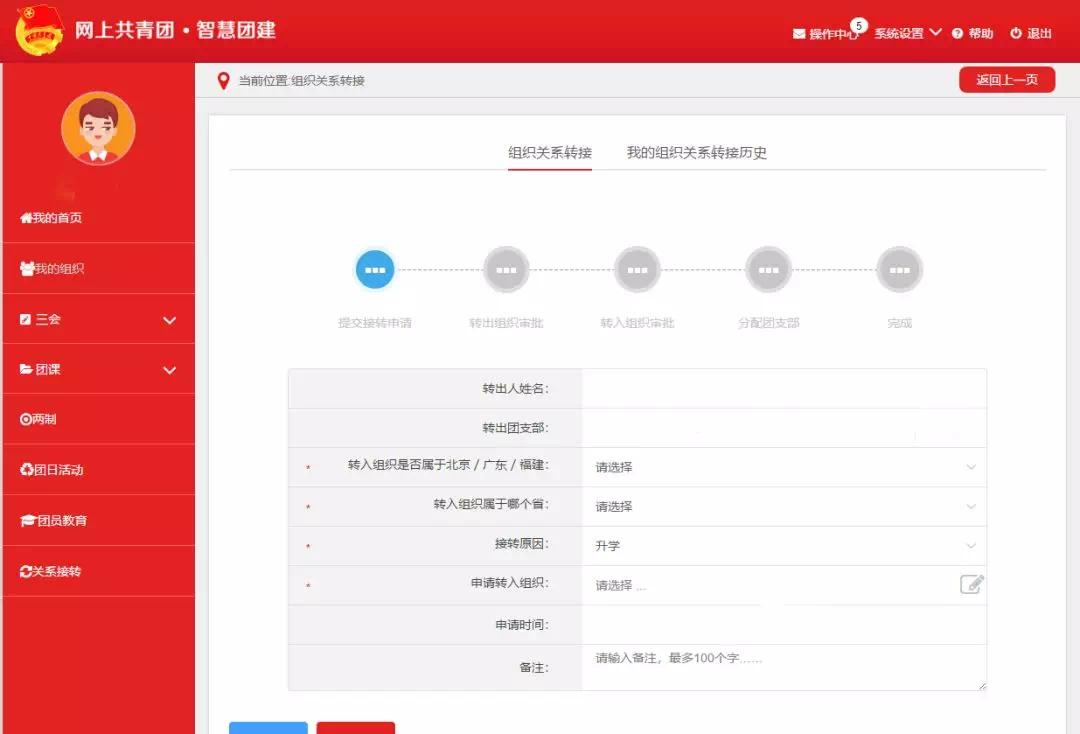 网上共青团·智慧团建
操作中心 5 系统设置 帮助 退出
当前位置:组织关系转接 返回上一页
组织关系转接 我的组织关系转接历史
我的首页
我的组织
三会
团课
两制
团日活动
团员教育
关系接转
提交接转申请 转出组织审批 转入组织审批 分配团支部 完成
转出人姓名:
转出团支部:
* 转入组织是否属于北京 / 广东 / 福建: 请选择
* 转入组织属于哪个省: 请选择
* 接转原因: 升学
* 申请转入组织: 请选择 ...
申请时间:
备注: 请输入备注，最多100个字......